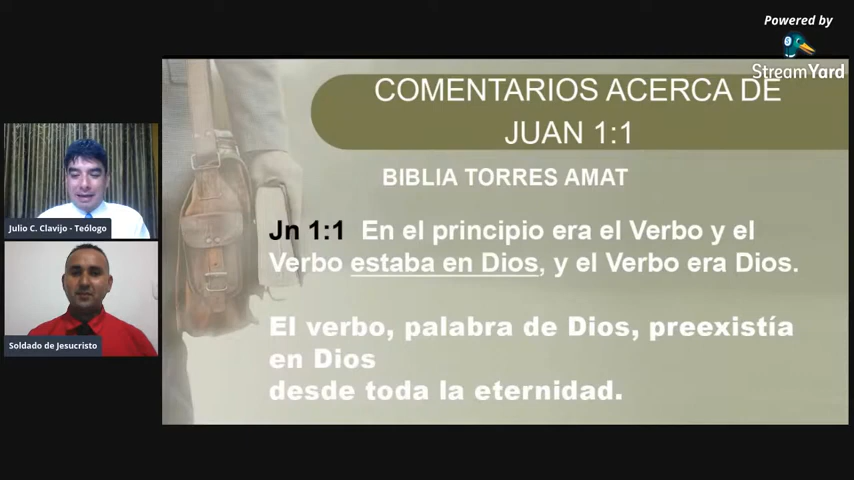 Powered by
StreamYard
COMENTARIOS ACERCA DE
JUAN 1:1
BIBLIA TORRES AMAT
Jn 1:1 En el principio era el Verbo y el
Verbo estaba en Dios, y el Verbo era Dios.
El verbo, palabra de Dios, preexistía
en Dios
desde toda la eternidad.
Julio C. Clavijo - Teólogo
Soldado de Jesucristo